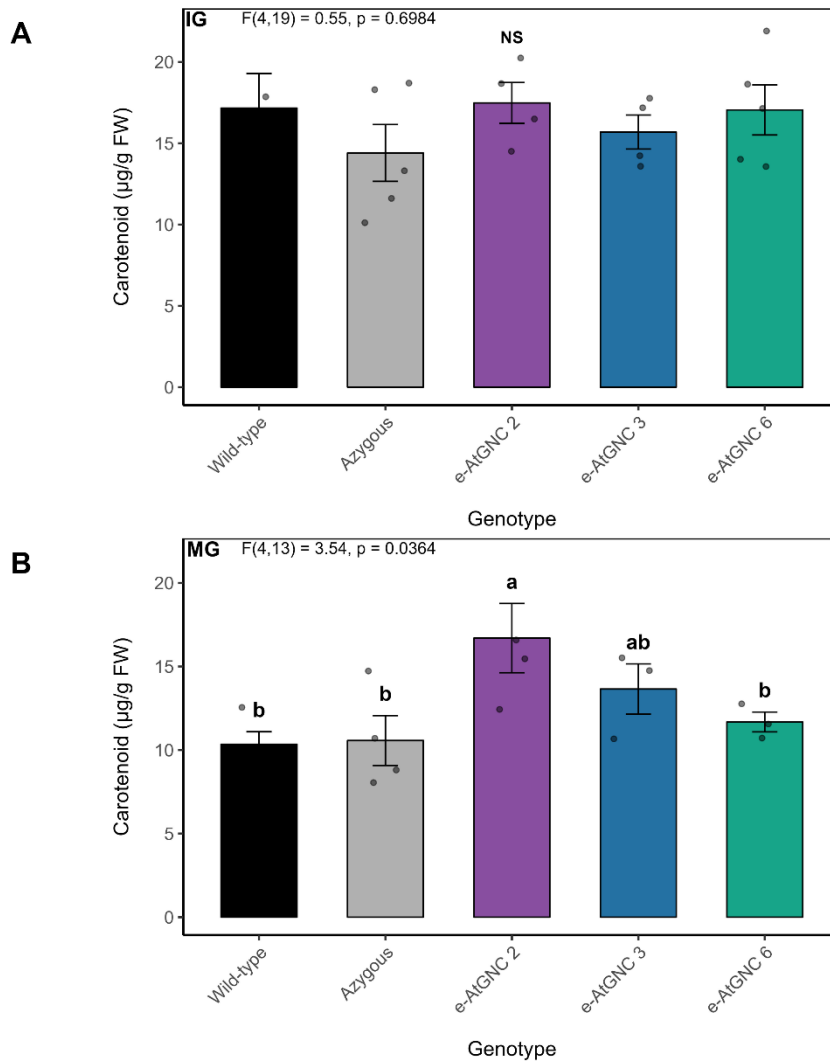 A
IG F(4,19) = 0.55, p = 0.6984
NS
20
15
10
5
0
Carotenoid (µg/g FW)
Wild-type
Azygous
e-AtGNC 2
e-AtGNC 3
e-AtGNC 6
Genotype
B
MG F(4,13) = 3.54, p = 0.0364
a
ab
b
b
b
20
15
10
5
0
Carotenoid (µg/g FW)
Wild-type
Azygous
e-AtGNC 2
e-AtGNC 3
e-AtGNC 6
Genotype